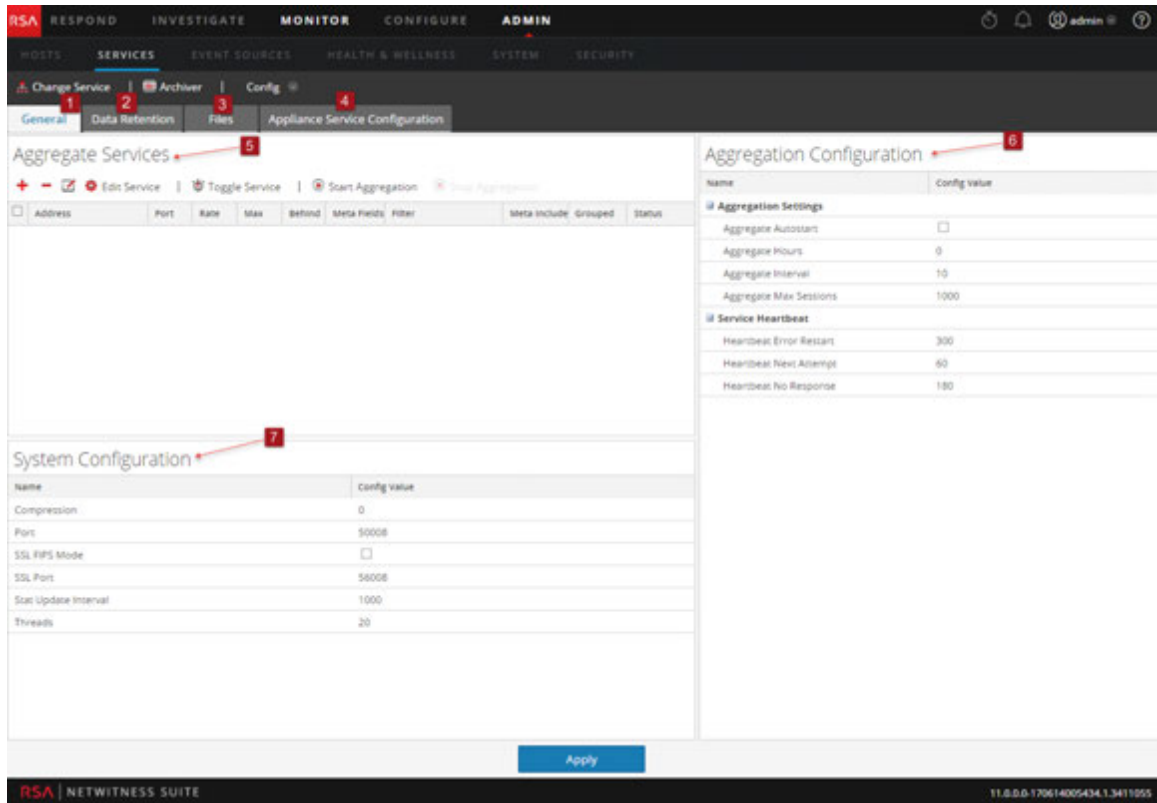 RSA RESPOND INVESTIGATE MONITOR CONFIGURE ADMIN admin
HOSTS SERVICES EVENT SOURCES HEALTH & WELLNESS SYSTEM SECURITY
Change Service | Archiver | Config
1 2 3 4
General Data Retention Files Appliance Service Configuration
Aggregate Services 5
Edit Service | Toggle Service | Start Aggregation Stop Aggregation
Address Port Rate Max Behind Meta Fields Filter Meta Include Grouped Status
Aggregation Configuration 6
Name Config Value
Aggregation Settings
Aggregate Autostart
Aggregate Hours 0
Aggregate Interval 10
Aggregate Max Sessions 1000
Service Heartbeat
Heartbeat Error Restart 300
Heartbeat Next Attempt 60
Heartbeat No Response 180
System Configuration 7
Name Config Value
Compression 0
Port 50008
SSL FIPS Mode
SSL Port 56008
Stat Update Interval 1000
Threads 20
Apply
RSA | NETWITNESS SUITE 11.0.0.0-170614005434.1.3411055